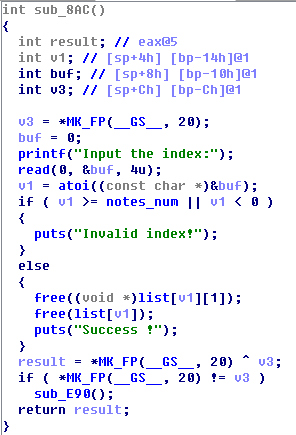 int sub_8AC()
{
int result; // eax@5
int v1; // [sp+4h] [bp-14h]@1
int buf; // [sp+8h] [bp-10h]@1
int v3; // [sp+Ch] [bp-Ch]@1
v3 = *MK_FP(__GS__, 20);
buf = 0;
printf("Input the index:");
read(0, &buf, 4u);
v1 = atoi((const char *)&buf);
if ( v1 >= notes_num || v1 < 0 )
{
puts("Invalid index!");
}
else
{
free((void *)list[v1][1]);
free(list[v1]);
puts("Success !");
}
result = *MK_FP(__GS__, 20) ^ v3;
if ( *MK_FP(__GS__, 20) != v3 )
sub_E90();
return result;
}